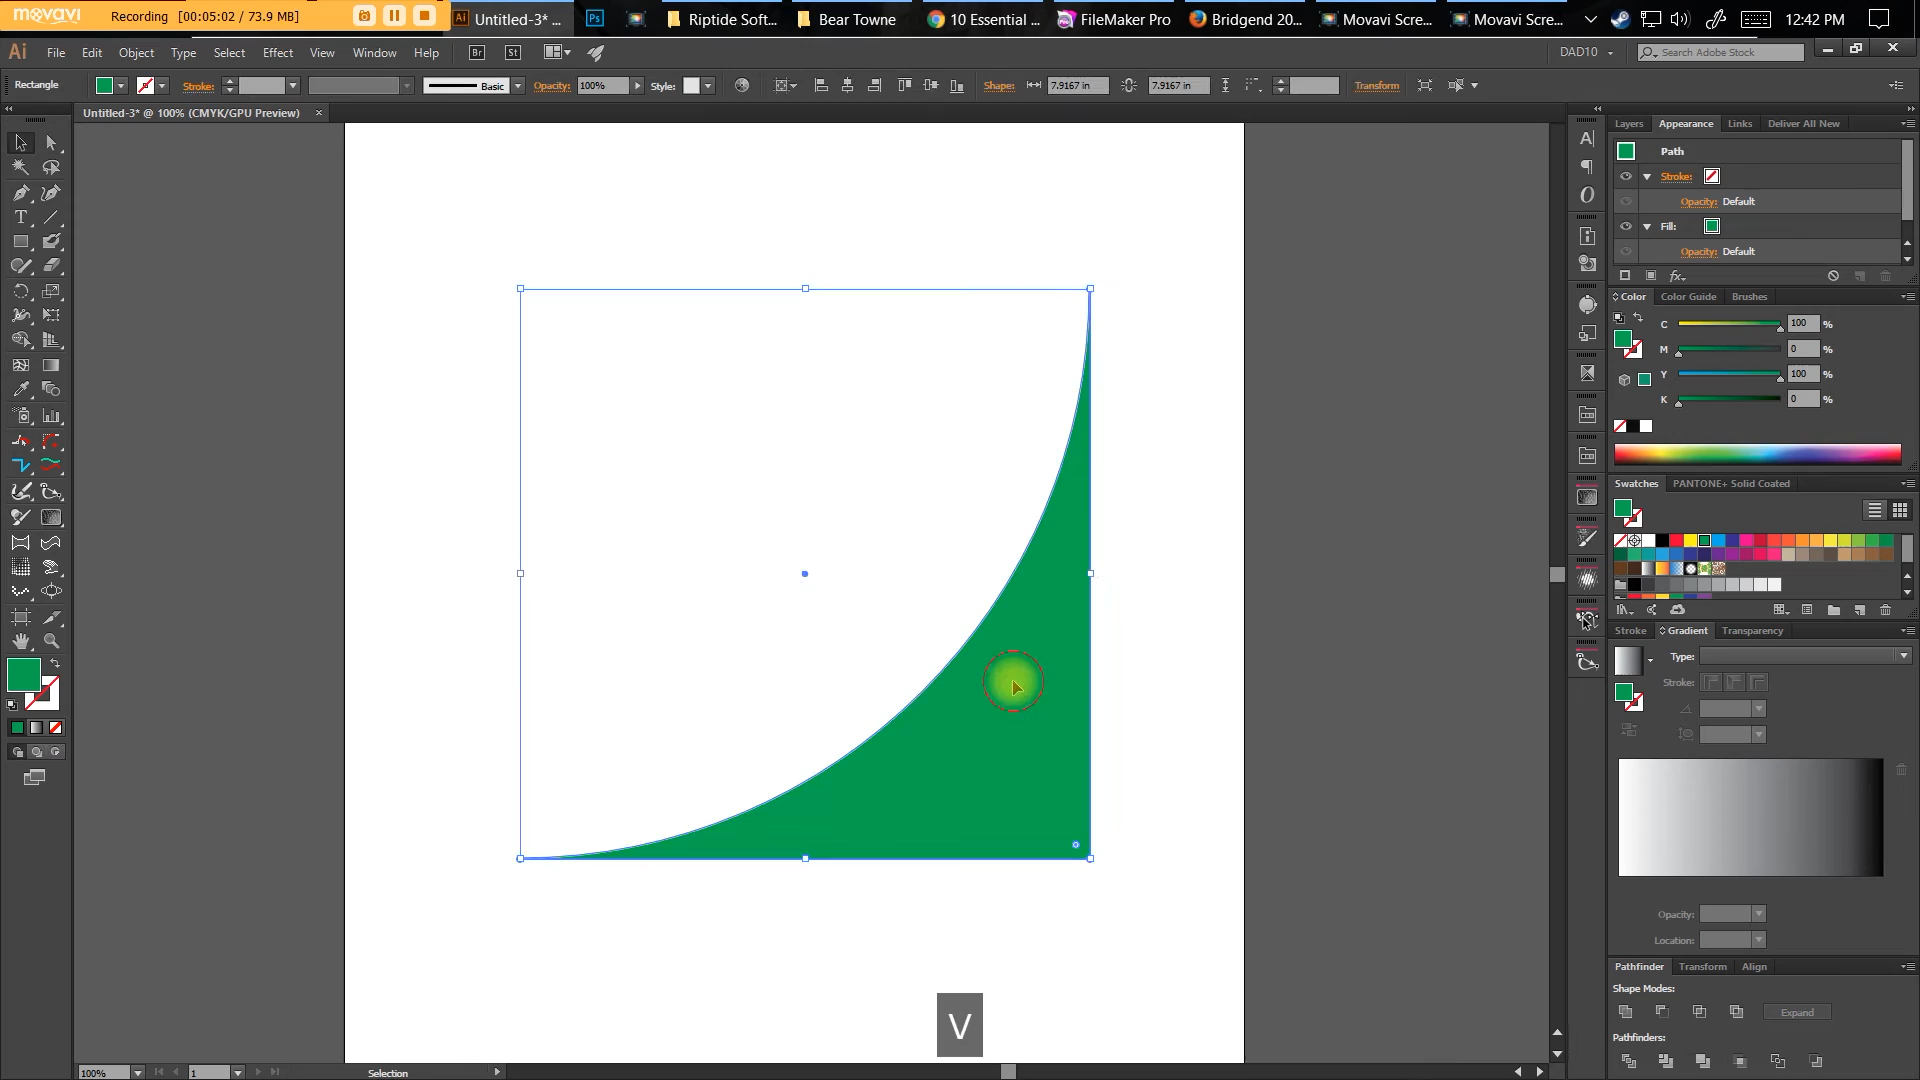 movavi Recording [00:05:02 / 73.9 MB]
Ai Untitled-3* ... Ps Riptide Soft... Bear Towne 10 Essential ... FileMaker Pro Bridgend 20... Movavi Scre... Movavi Scre... 12:42 PM
Ai File Edit Object Type Select Effect View Window Help Br St DAD10 Search Adobe Stock
Rectangle Stroke: Basic Opacity: 100% Style: Shape: 7.9167 in 7.9167 in Transform
Untitled-3* @ 100% (CMYK/GPU Preview) ×
Layers Appearance Links Deliver All New
Path
Stroke:
Opacity: Default
Fill:
Opacity: Default
fx
Color Color Guide Brushes
C 100 %
M 0 %
Y 100 %
K 0 %
Swatches PANTONE+ Solid Coated
Stroke Gradient Transparency
Type:
Stroke:
Opacity:
Location:
Pathfinder Transform Align
Shape Modes:
Expand
Pathfinders:
V
100% 1 Selection